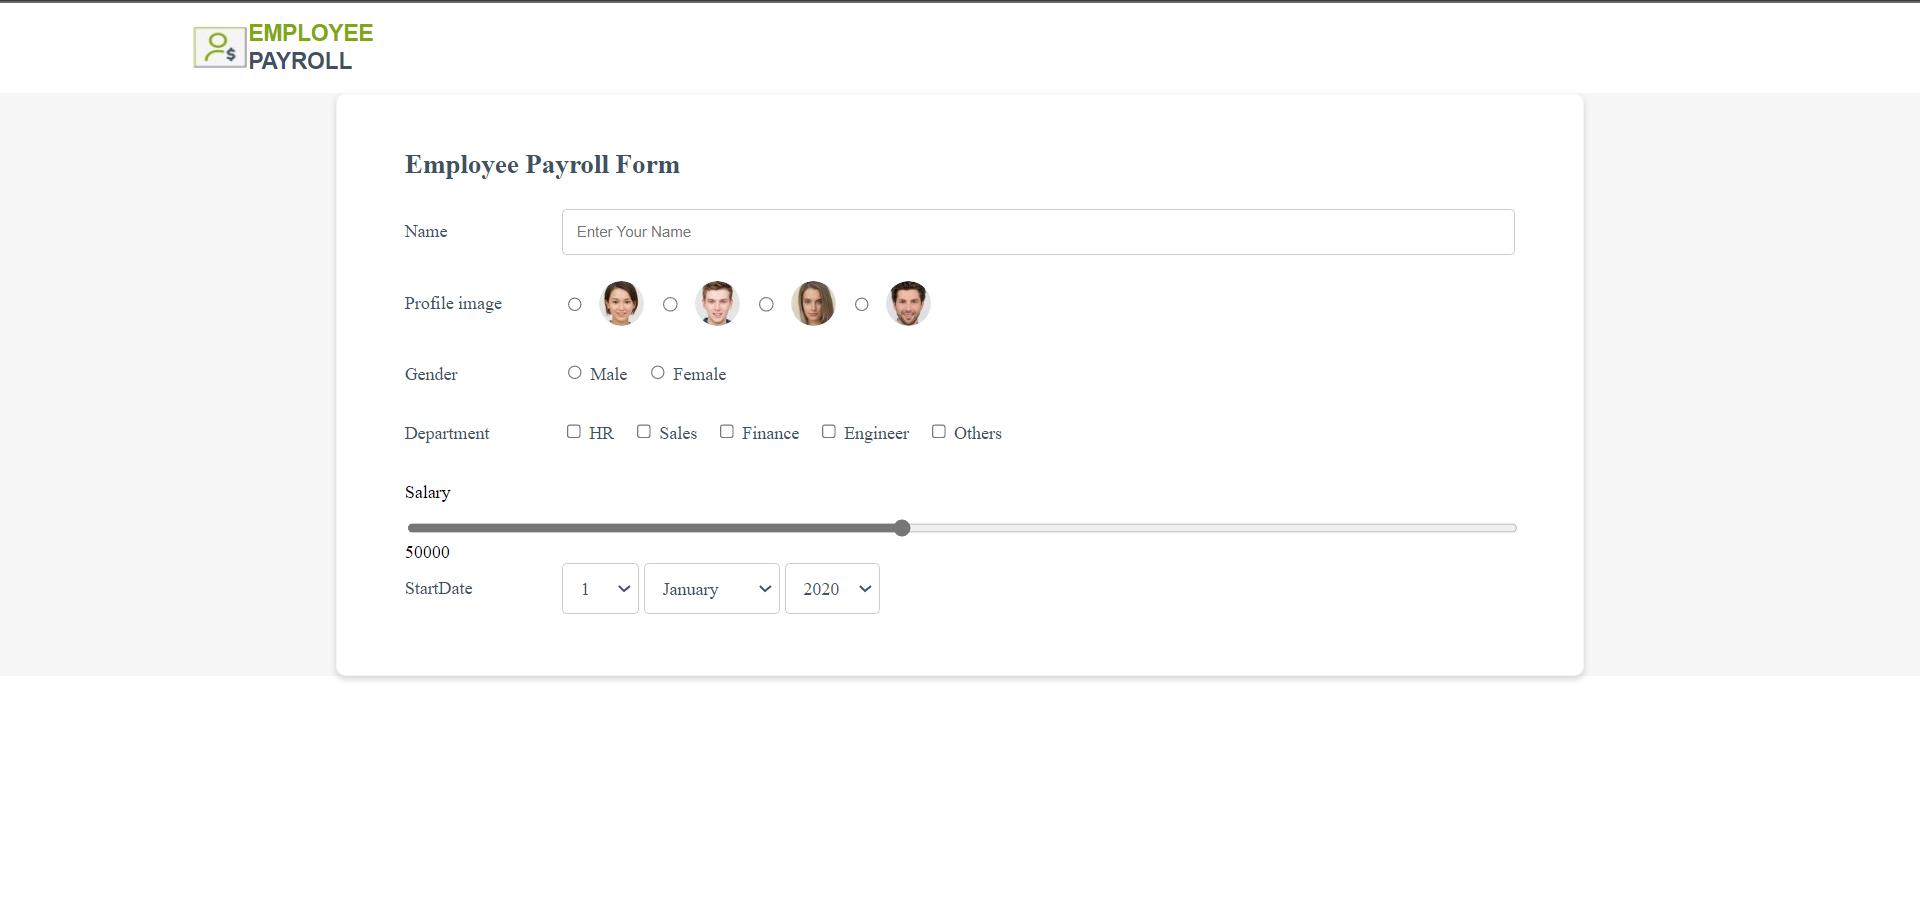 EMPLOYEE
PAYROLL
Employee Payroll Form
Name Enter Your Name
Profile image
Gender Male Female
Department HR Sales Finance Engineer Others
Salary
50000
StartDate 1 January 2020